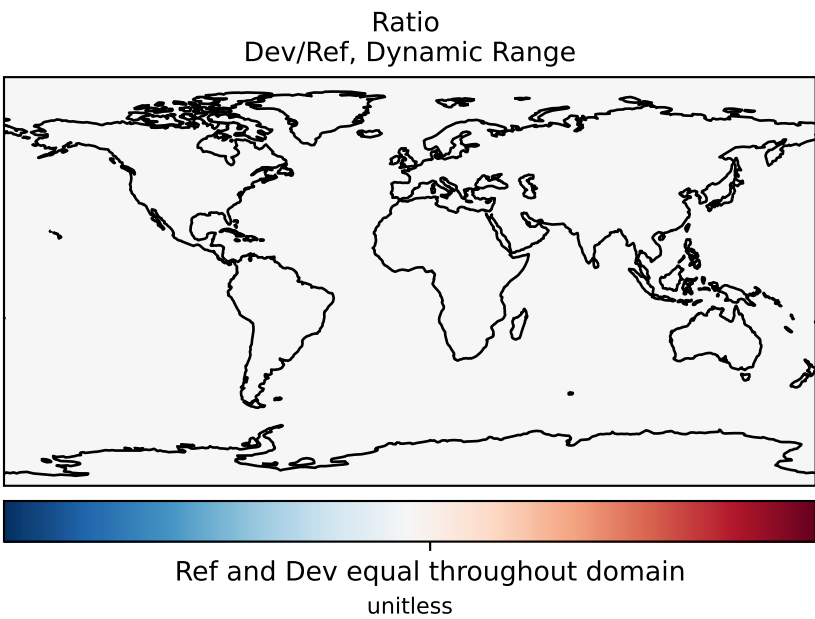 Ratio
Dev/Ref, Dynamic Range
Ref and Dev equal throughout domain
unitless